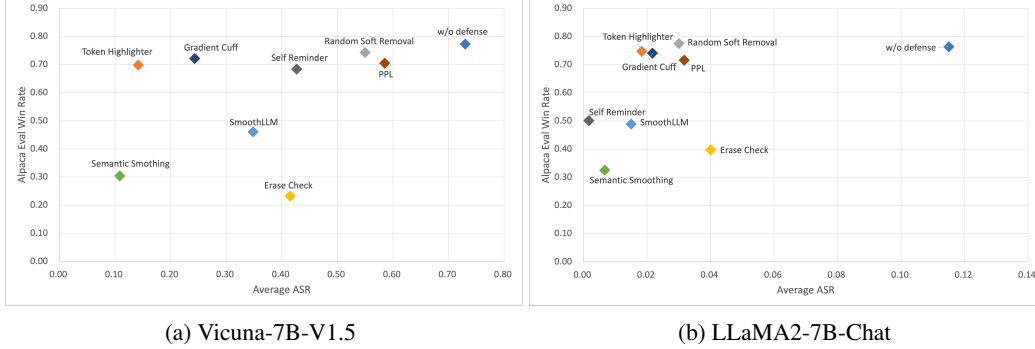 0.90
0.80
0.70
0.60
0.50
0.40
0.30
0.20
0.10
0.00
Alpaca Eval Win Rate
w/o defense
Random Soft Removal
Gradient Cuff
Token Highlighter
Self Reminder
PPL
SmoothLLM
Semantic Smothing
Erase Check
0.00 0.10 0.20 0.30 0.40 0.50 0.60 0.70 0.80
Average ASR
(a) Vicuna-7B-V1.5
0.90
0.80
0.70
0.60
0.50
0.40
0.30
0.20
0.10
0.00
Alpaca Eval Win Rate
Token Highlighter
Random Soft Removal
w/o defense
Gradient Cuff
PPL
Self Reminder
SmoothLLM
Erase Check
Semantic Smoothing
0.00 0.02 0.04 0.06 0.08 0.10 0.12 0.14
Average ASR
(b) LLaMA2-7B-Chat